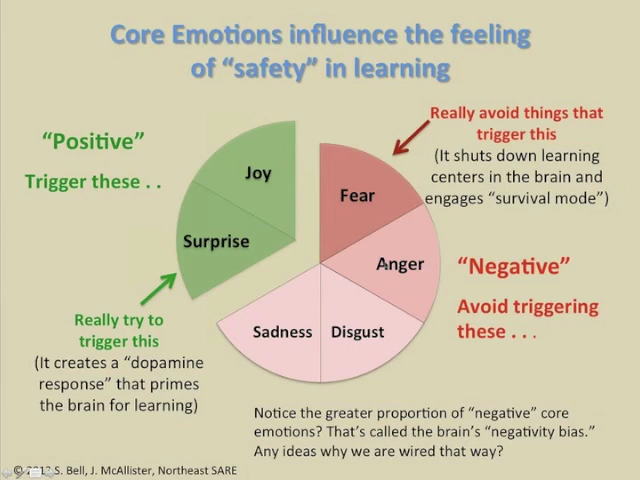 Core Emotions influence the feeling
of “safety” in learning
“Positive”
Trigger these . .
Joy
Surprise
Really try to
trigger this
(It creates a “dopamine
response” that primes
the brain for learning)
Really avoid things that
trigger this
(It shuts down learning
centers in the brain and
engages “survival mode”)
Fear
Anger
Sadness
Disgust
“Negative”
Avoid triggering
these . . .
Notice the greater proportion of “negative” core
emotions? That’s called the brain’s “negativity bias.”
Any ideas why we are wired that way?
© S. Bell, J. McAllister, Northeast SARE